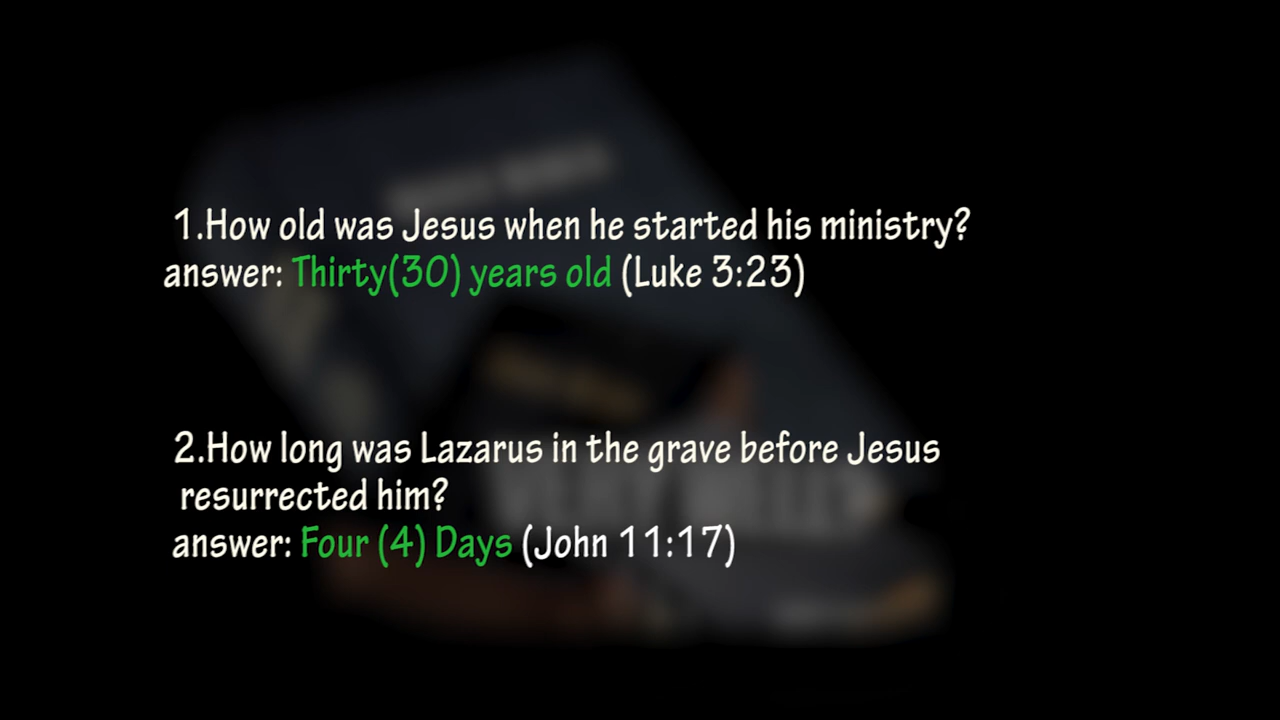 1.How old was Jesus when he started his ministry?
answer: Thirty(30) years old (Luke 3:23)
2.How long was Lazarus in the grave before Jesus
resurrected him?
answer: Four (4) Days (John 11:17)